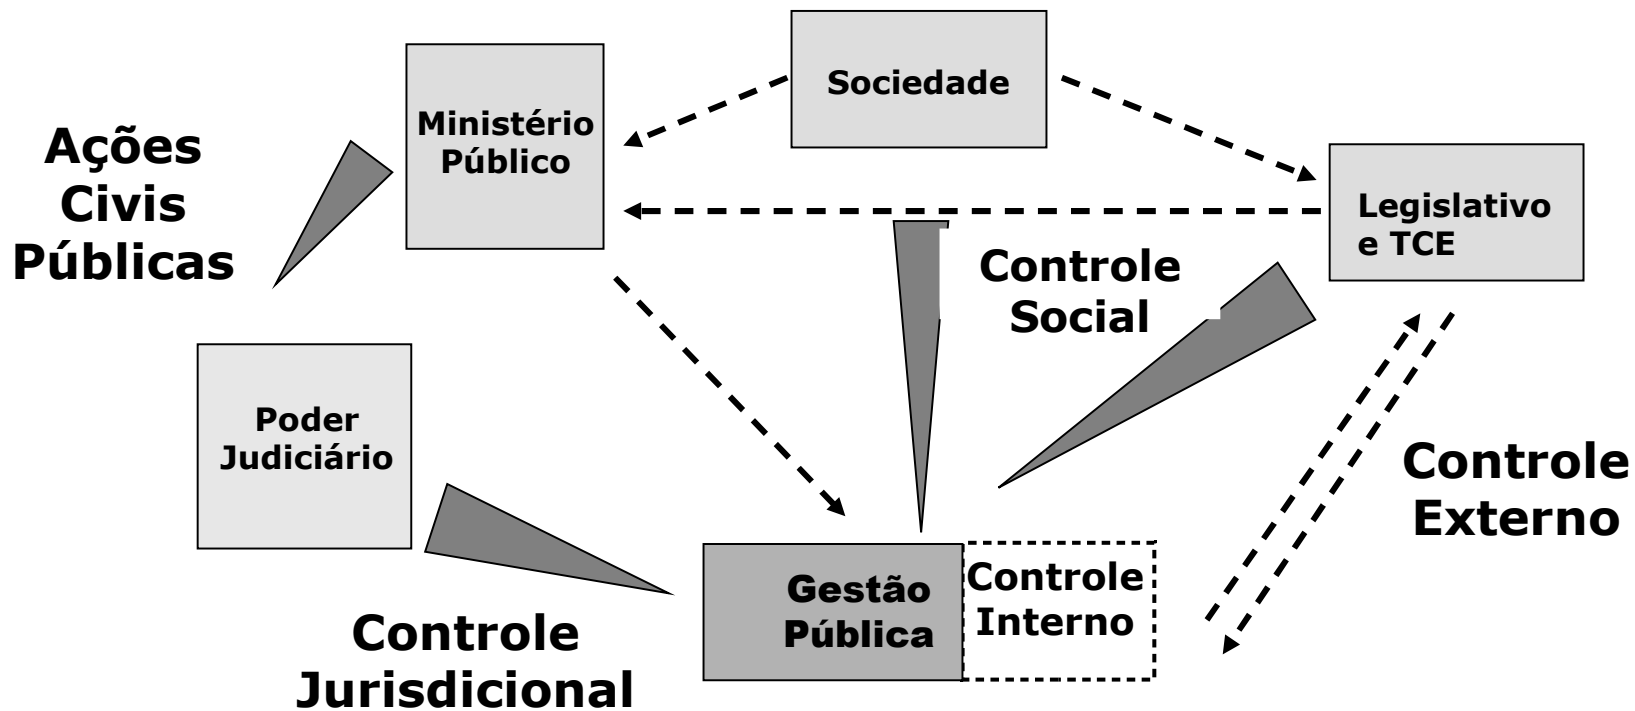 Sociedade
Ministério
Público
Ações
Civis
Públicas
Legislativo
e TCE
Controle
Social
Poder
Judiciário
Controle
Externo
Gestão
Pública
Controle
Interno
Controle
Jurisdicional